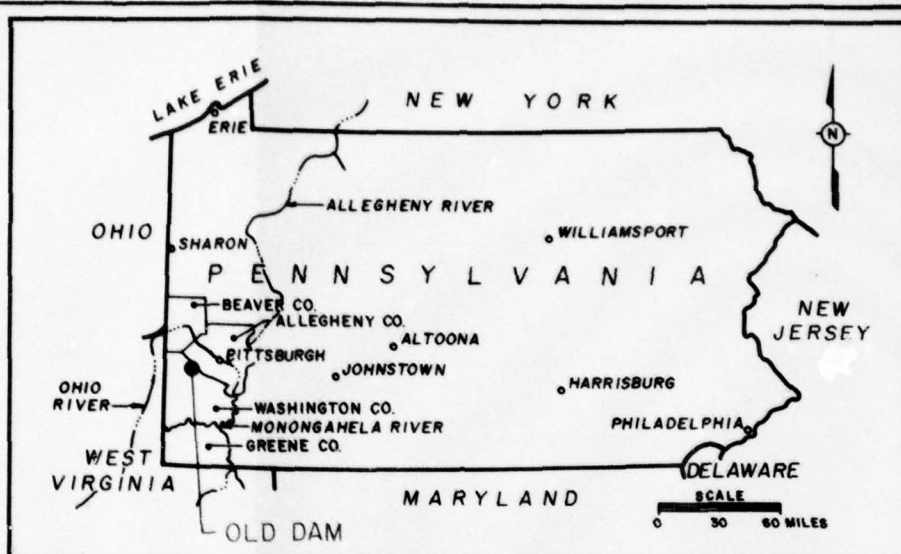 LAKE ERIE
NEW YORK
ERIE
N
ALLEGHENY RIVER
OHIO
SHARON
WILLIAMSPORT
PENNSYLVANIA
BEAVER CO.
ALLEGHENY CO.
NEW
JERSEY
ALTOONA
PITTSBURGH
JOHNSTOWN
HARRISBURG
OHIO
RIVER
WASHINGTON CO.
MONONGAHELA RIVER
PHILADELPHIA
GREENE CO.
WEST
VIRGINIA
DELAWARE
MARYLAND
SCALE
0 30 60 MILES
OLD DAM